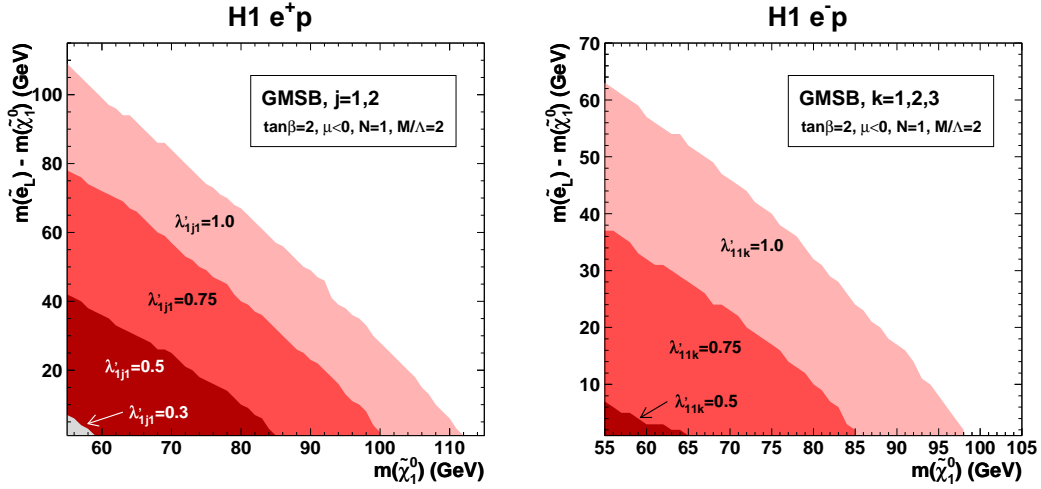 H1 e⁺p
m(ẽ_L) - m(χ̃₁⁰) (GeV)
100
80
60
40
20
GMSB, j=1,2
tanβ=2, μ<0, N=1, M/Λ=2
λ'₁ⱼ₁=1.0
λ'₁ⱼ₁=0.75
λ'₁ⱼ₁=0.5
λ'₁ⱼ₁=0.3
60 70 80 90 100 110
m(χ̃₁⁰) (GeV)
H1 e⁻p
m(ẽ_L) - m(χ̃₁⁰) (GeV)
70
60
50
40
30
20
10
GMSB, k=1,2,3
tanβ=2, μ<0, N=1, M/Λ=2
λ'₁₁ₖ=1.0
λ'₁₁ₖ=0.75
λ'₁₁ₖ=0.5
55 60 65 70 75 80 85 90 95 100 105
m(χ̃₁⁰) (GeV)